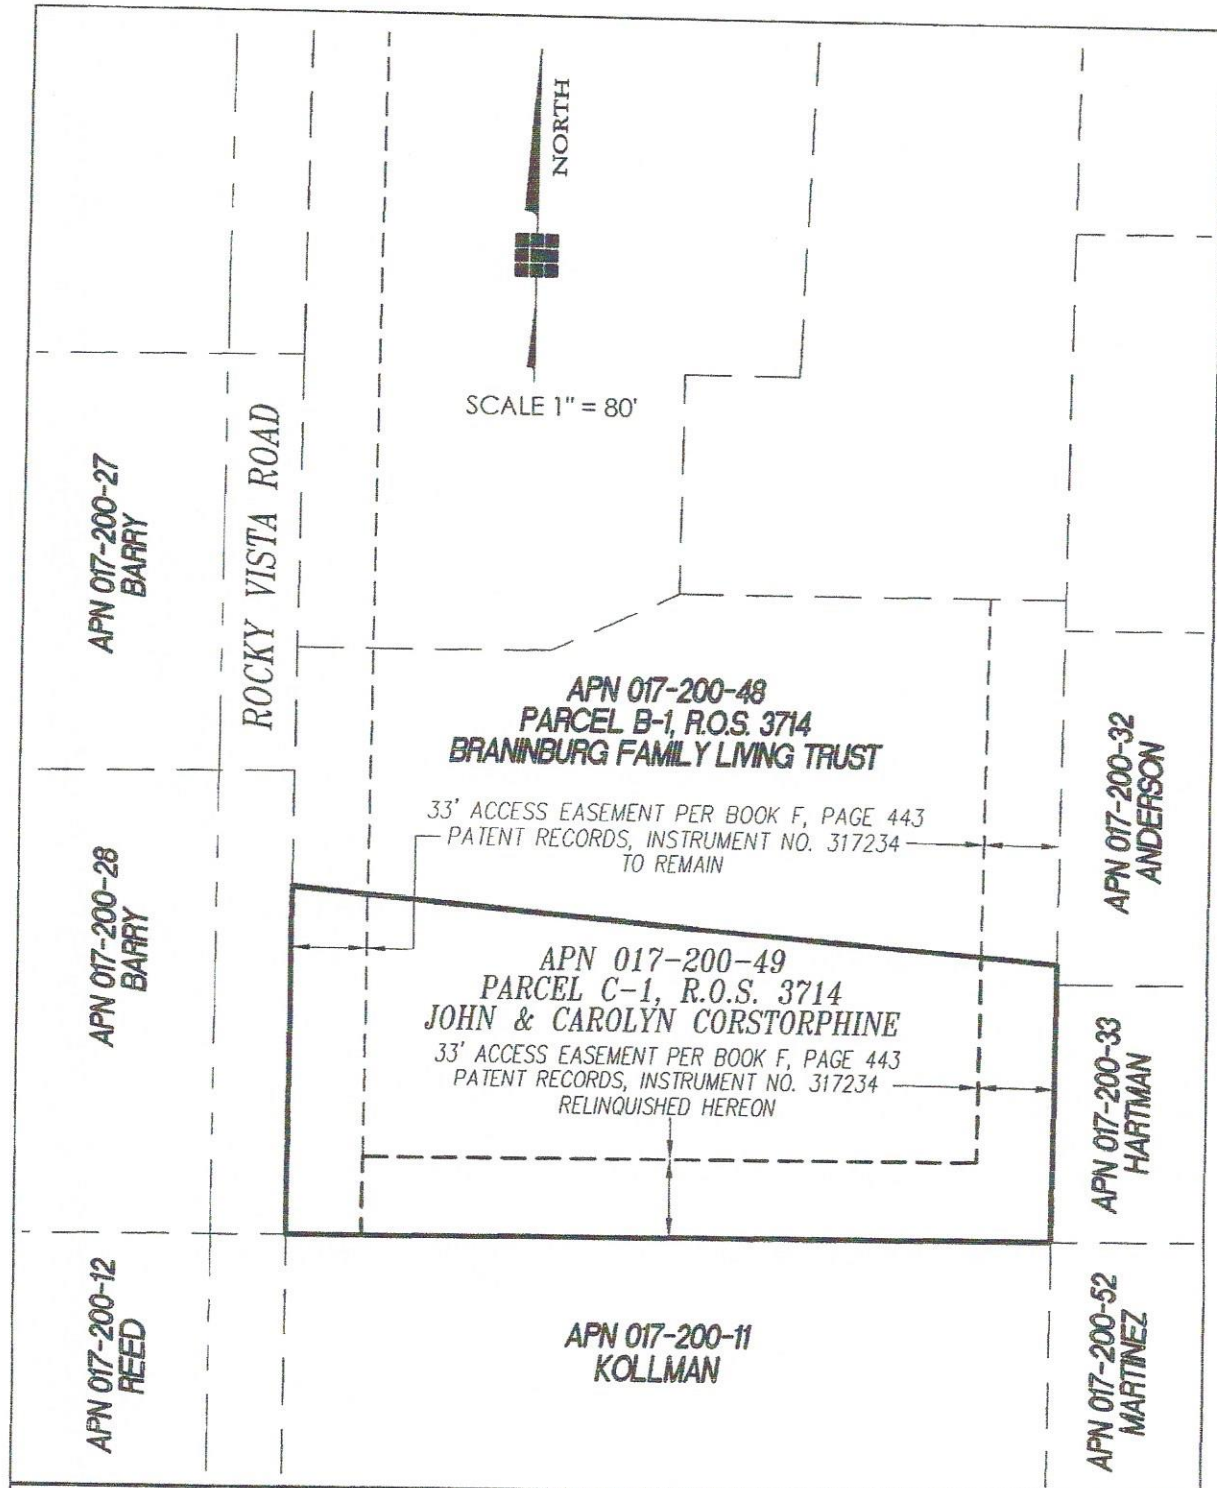 NORTH
SCALE 1" = 80'
APN 017-200-27
BARRY
ROCKY VISTA ROAD
APN 017-200-48
PARCEL B-1, R.O.S. 3714
BRANINBURG FAMILY LIVING TRUST
33' ACCESS EASEMENT PER BOOK F, PAGE 443
PATENT RECORDS, INSTRUMENT NO. 317234
TO REMAIN
APN 017-200-32
ANDERSON
APN 017-200-28
BARRY
APN 017-200-49
PARCEL C-1, R.O.S. 3714
JOHN & CAROLYN CORSTORPHINE
33' ACCESS EASEMENT PER BOOK F, PAGE 443
PATENT RECORDS, INSTRUMENT NO. 317234
RELINQUISHED HEREON
APN 017-200-33
HARTMAN
APN 017-200-12
REED
APN 017-200-11
KOLLMAN
APN 017-200-52
MARTINEZ